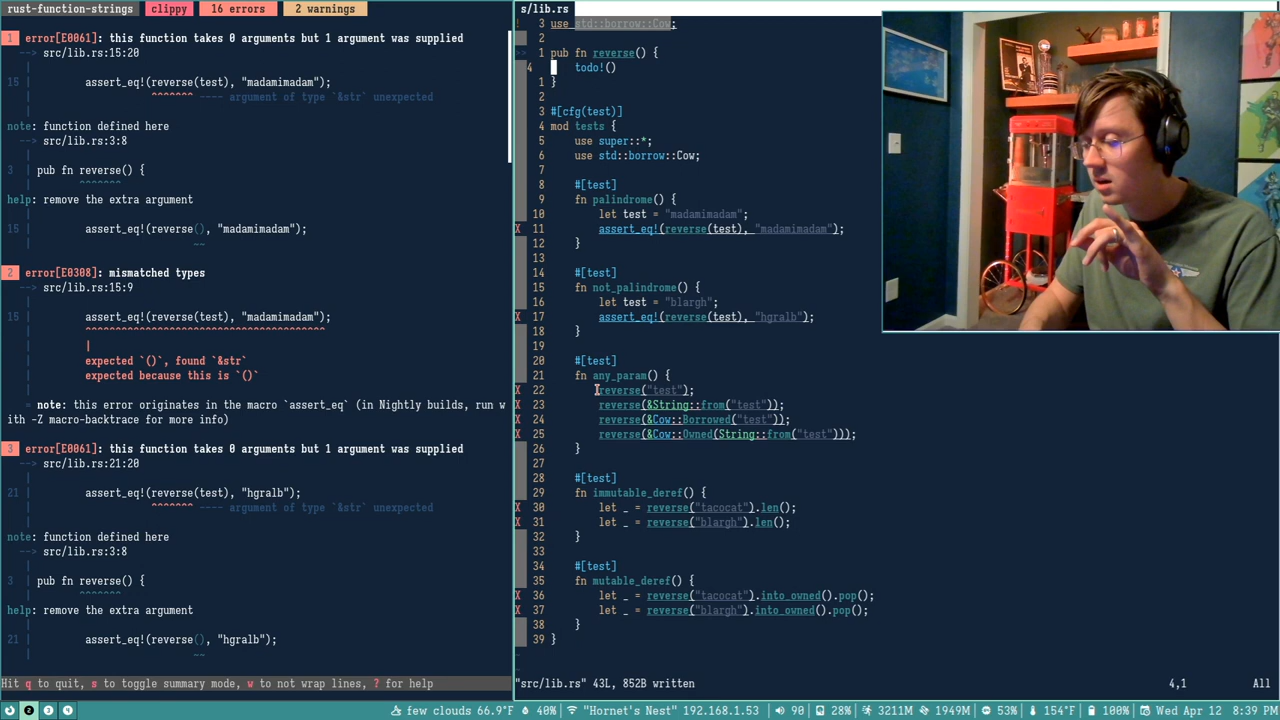 rust-function-strings clippy 16 errors 2 warnings
1 error[E0061]: this function takes 0 arguments but 1 argument was supplied
--> src/lib.rs:15:20
|
15 | assert_eq!(reverse(test), "madamimadam");
| ^^^^^^^ ---- argument of type `&str` unexpected
|
note: function defined here
--> src/lib.rs:3:8
|
3 | pub fn reverse() {
| ^^^^^^^
help: remove the extra argument
|
15 | assert_eq!(reverse(), "madamimadam");
| ~~
2 error[E0308]: mismatched types
--> src/lib.rs:15:9
|
15 | assert_eq!(reverse(test), "madamimadam");
| ^^^^^^^^^^^^^^^^^^^^^^^^^^^^^^^^^^^^^^^^
| |
| expected `()`, found `&str`
| expected because this is `()`
|
= note: this error originates in the macro `assert_eq` (in Nightly builds, run w
ith -Z macro-backtrace for more info)
3 error[E0061]: this function takes 0 arguments but 1 argument was supplied
--> src/lib.rs:21:20
|
21 | assert_eq!(reverse(test), "hgralb");
| ^^^^^^^ ---- argument of type `&str` unexpected
|
note: function defined here
--> src/lib.rs:3:8
|
3 | pub fn reverse() {
| ^^^^^^^
help: remove the extra argument
|
21 | assert_eq!(reverse(), "hgralb");
| ~~
Hit q to quit, s to toggle summary mode, w to not wrap lines, ? for help
s/lib.rs
! 3 use std::borrow::Cow;
2
>> 1 pub fn reverse() {
4 todo!()
1 }
2
3 #[cfg(test)]
4 mod tests {
5 use super::*;
6 use std::borrow::Cow;
7
8 #[test]
9 fn palindrome() {
10 let test = "madamimadam";
X 11 assert_eq!(reverse(test), "madamimadam");
12 }
13
14 #[test]
15 fn not_palindrome() {
16 let test = "blargh";
X 17 assert_eq!(reverse(test), "hgralb");
18 }
19
20 #[test]
21 fn any_param() {
X 22 reverse("test");
X 23 reverse(&String::from("test"));
X 24 reverse(&Cow::Borrowed("test"));
X 25 reverse(&Cow::Owned(String::from("test")));
26 }
27
28 #[test]
29 fn immutable_deref() {
X 30 let _ = reverse("tacocat").len();
X 31 let _ = reverse("blargh").len();
32 }
33
34 #[test]
35 fn mutable_deref() {
X 36 let _ = reverse("tacocat").into_owned().pop();
X 37 let _ = reverse("blargh").into_owned().pop();
38 }
39 }
~
~
"src/lib.rs" 43L, 852B written 4,1 All
2 3 4 few clouds 66.9°F 40% | "Hornet's Nest" 192.168.1.53 | 90 | 28% | 3211M 1949M | 53% | 154°F | 100% | Wed Apr 12 8:39 PM